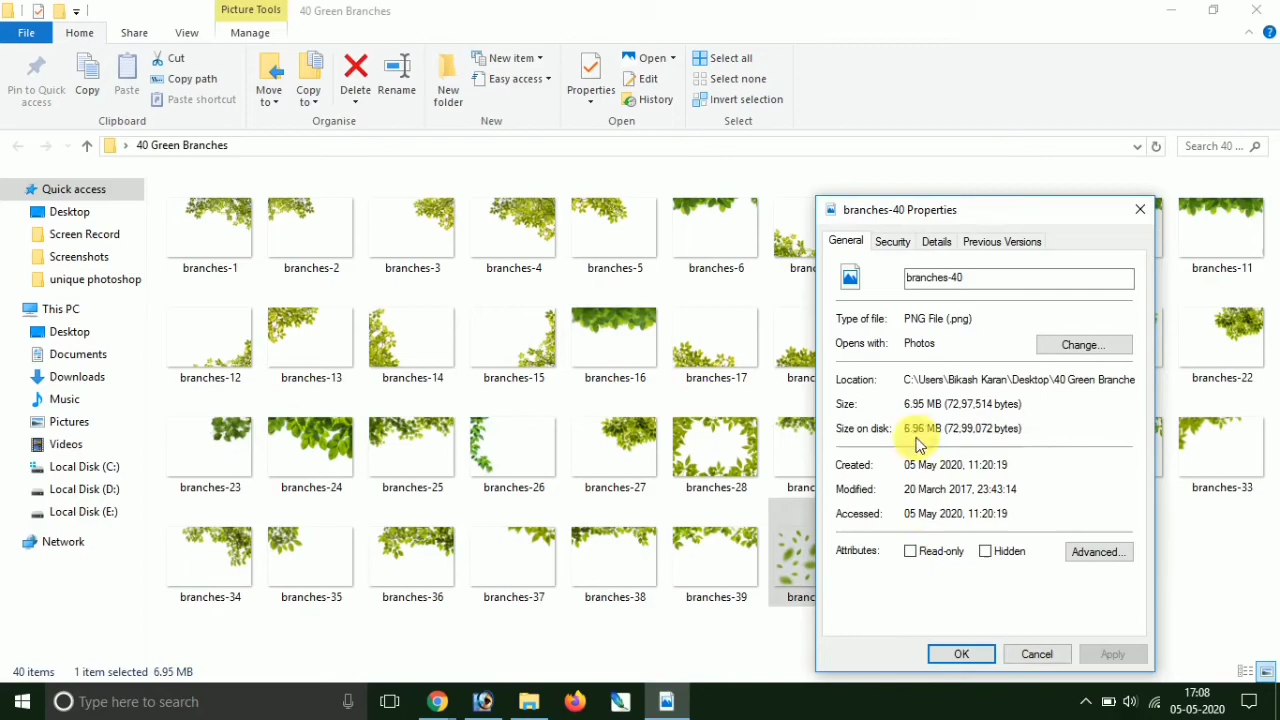 Picture Tools
40 Green Branches
File
Home
Share
View
Manage
Pin to Quick access
Copy
Paste
Cut
Copy path
Paste shortcut
Clipboard
Move to
Copy to
Delete
Rename
Organise
New folder
New item
Easy access
New
Properties
Open
Edit
History
Open
Select all
Select none
Invert selection
Select
40 Green Branches
Search 40 ...
Quick access
Desktop
Screen Record
Screenshots
unique photoshop
This PC
Desktop
Documents
Downloads
Music
Pictures
Videos
Local Disk (C:)
Local Disk (D:)
Local Disk (E:)
Network
branches-1
branches-2
branches-3
branches-4
branches-5
branches-6
branches-11
branches-12
branches-13
branches-14
branches-15
branches-16
branches-17
branches-22
branches-23
branches-24
branches-25
branches-26
branches-27
branches-28
branches-33
branches-34
branches-35
branches-36
branches-37
branches-38
branches-39
branches-40 Properties
General
Security
Details
Previous Versions
branches-40
Type of file: PNG File (.png)
Opens with: Photos
Change...
Location: C:\Users\Bikash Karan\Desktop\40 Green Branche
Size: 6.95 MB (72,97,514 bytes)
Size on disk: 6.96 MB (72,99,072 bytes)
Created: 05 May 2020, 11:20:19
Modified: 20 March 2017, 23:43:14
Accessed: 05 May 2020, 11:20:19
Attributes: Read-only Hidden
Advanced...
OK
Cancel
Apply
40 items
1 item selected 6.95 MB
Type here to search
17:08
05-05-2020